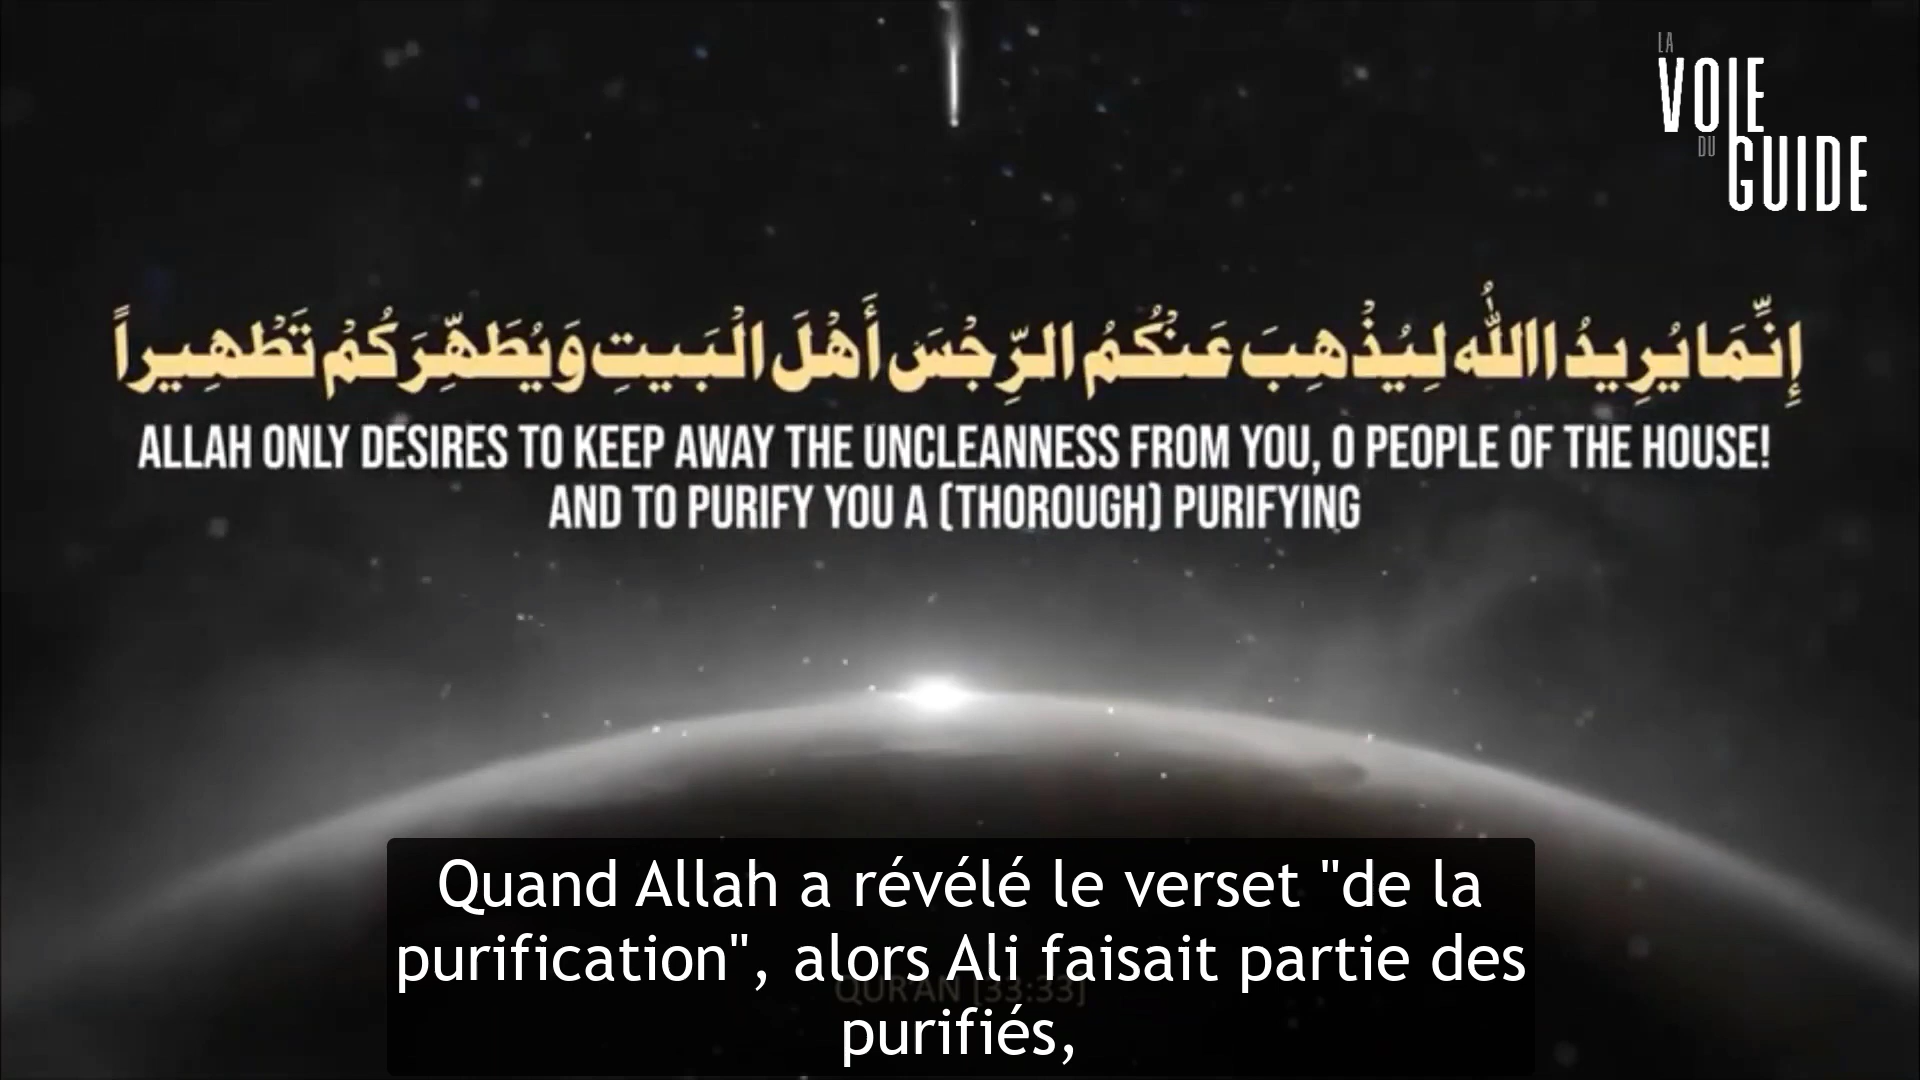 LA
VOIE
DU
GUIDE
إِنَّمَا يُرِيدُ االلهُ لِيُذْهِبَ عَنْكُمُ الرِّجْسَ أَهْلَ الْبَيتِ وَيُطَهِّرَكُمْ تَطْهِيراً
ALLAH ONLY DESIRES TO KEEP AWAY THE UNCLEANNESS FROM YOU, O PEOPLE OF THE HOUSE!
AND TO PURIFY YOU A (THOROUGH) PURIFYING
Quand Allah a révélé le verset "de la
purification", alors Ali faisait partie des
QUR'AN [33:33]
purifiés,